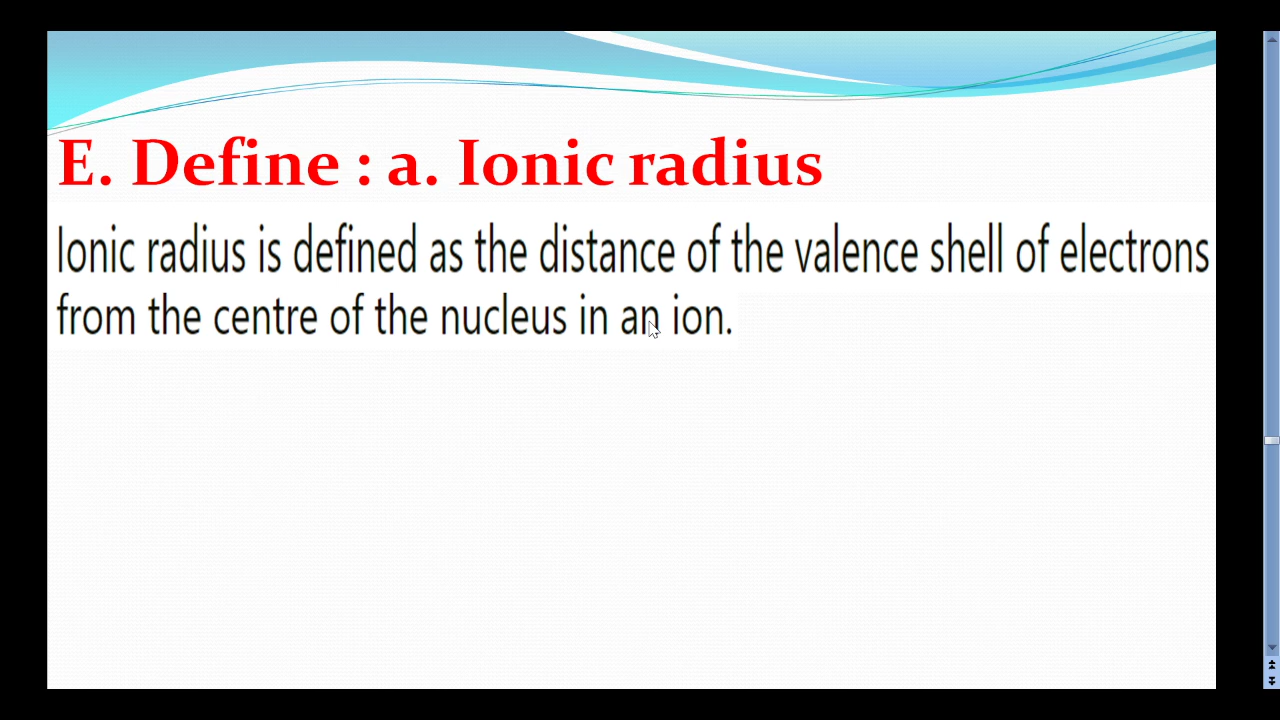 E. Define : a. Ionic radius
Ionic radius is defined as the distance of the valence shell of electrons
from the centre of the nucleus in an ion.